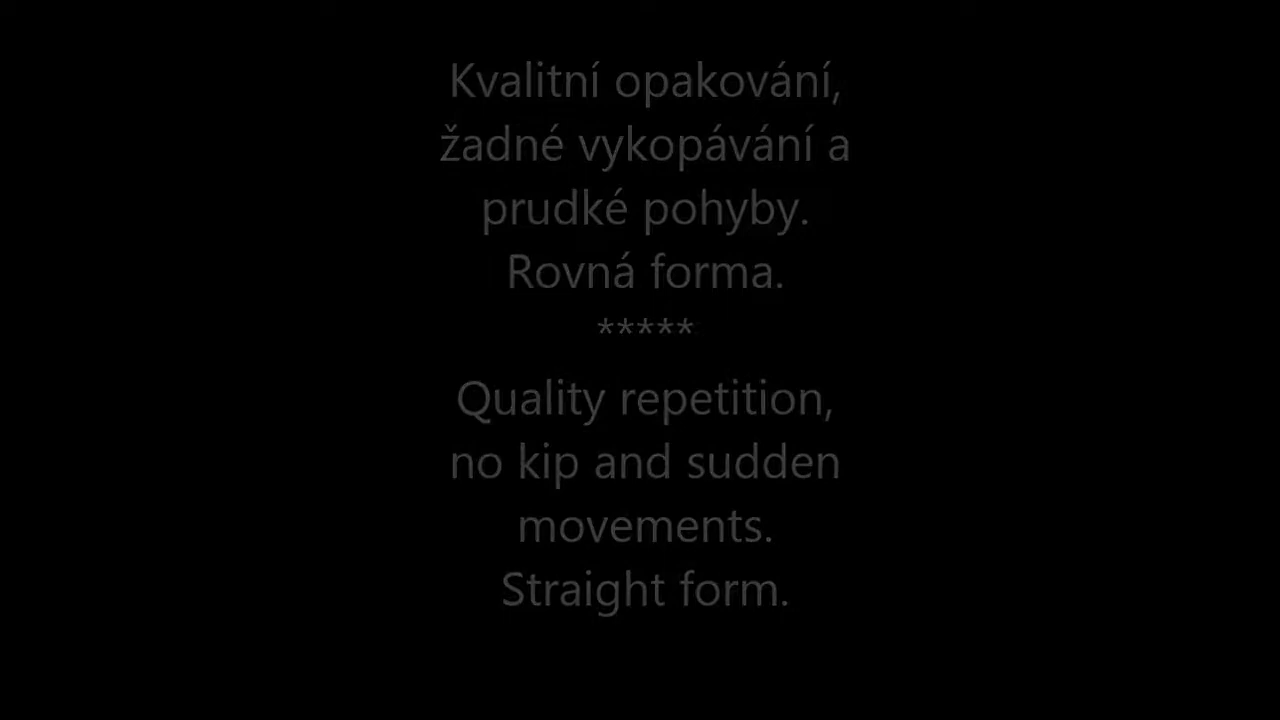 Kvalitní opakování,
žadné vykopávání a
prudké pohyby.
Rovná forma.
*****
Quality repetition,
no kip and sudden
movements.
Straight form.